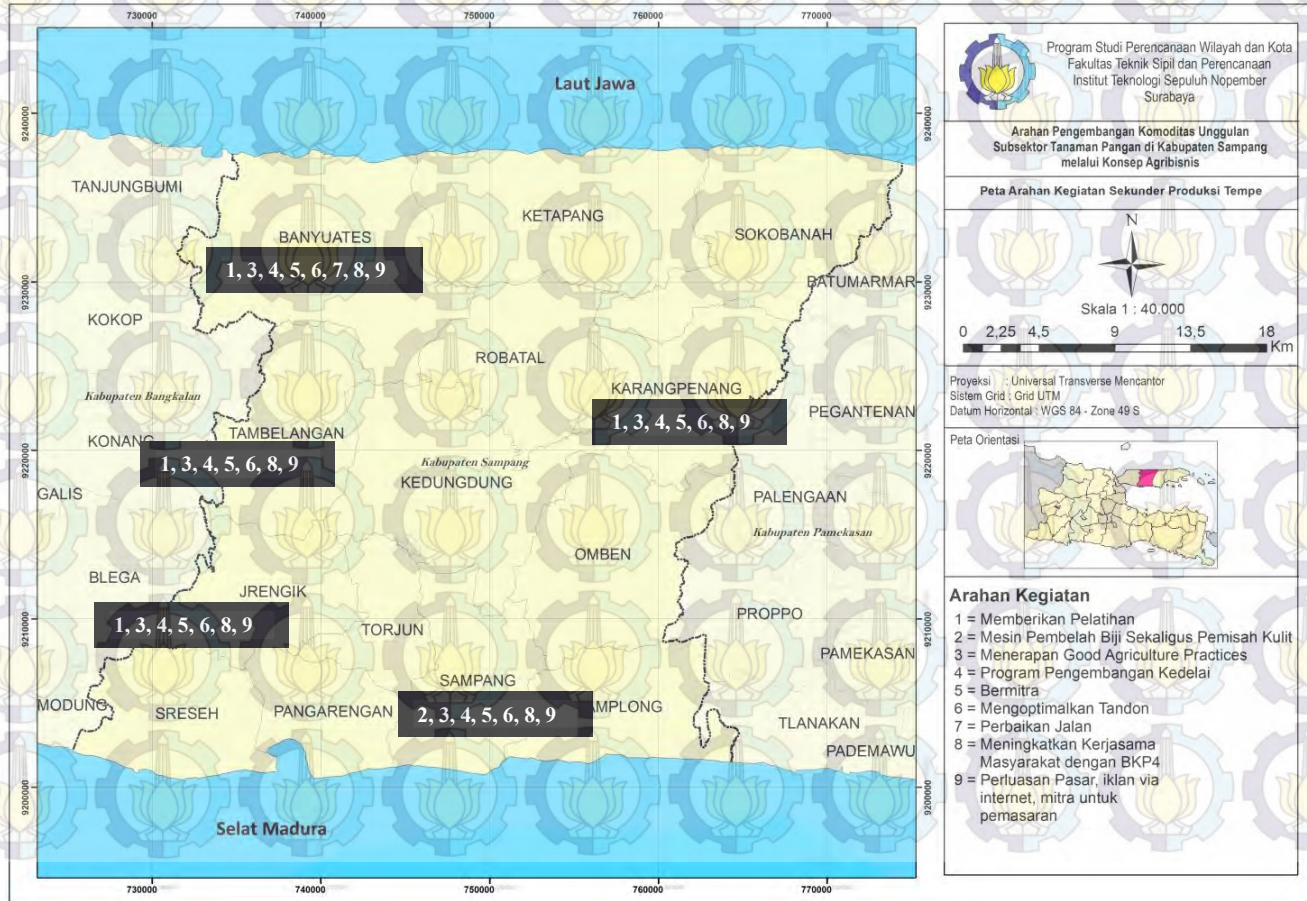 730000 740000 750000 760000 770000
Laut Jawa
9240000 9240000
TANJUNGBUMI
KETAPANG
BANYUATES
SOKOBANAH
1, 3, 4, 5, 6, 7, 8, 9
9230000 9230000
BATUMARMAR
KOKOP
ROBATAL
KARANGPENANG
Kabupaten Bangkalan
PEGANTENAN
1, 3, 4, 5, 6, 8, 9
KONANG
TAMBELANGAN
9220000 9220000
1, 3, 4, 5, 6, 8, 9
Kabupaten Sampang
KEDUNGDUNG
GALIS
PALENGAAN
Kabupaten Pamekasan
OMBEN
BLEGA
JRENGIK
9210000 9210000
1, 3, 4, 5, 6, 8, 9
TORJUN
PROPPO
PAMEKASAN
SAMPANG
MODUNG
SRESEH
PANGARENGAN
2, 3, 4, 5, 6, 8, 9
AMPLONG
TLANAKAN
PADEMAWU
9200000 9200000
Selat Madura
730000 740000 750000 760000 770000
Program Studi Perencanaan Wilayah dan Kota
Fakultas Teknik Sipil dan Perencanaan
Institut Teknologi Sepuluh Nopember
Surabaya
Arahan Pengembangan Komoditas Unggulan
Subsektor Tanaman Pangan di Kabupaten Sampang
melalui Konsep Agribisnis
Peta Arahan Kegiatan Sekunder Produksi Tempe
N
Skala 1 : 40.000
0 2,25 4,5 9 13,5 18
Km
Proyeksi : Universal Transverse Mencantor
Sistem Grid : Grid UTM
Datum Horizontal : WGS 84 - Zone 49 S
Peta Orientasi
Arahan Kegiatan
1 = Memberikan Pelatihan
2 = Mesin Pembelah Biji Sekaligus Pemisah Kulit
3 = Menerapan Good Agriculture Practices
4 = Program Pengembangan Kedelai
5 = Bermitra
6 = Mengoptimalkan Tandon
7 = Perbaikan Jalan
8 = Meningkatkan Kerjasama
Masyarakat dengan BKP4
9 = Perluasan Pasar, iklan via
internet, mitra untuk
pemasaran